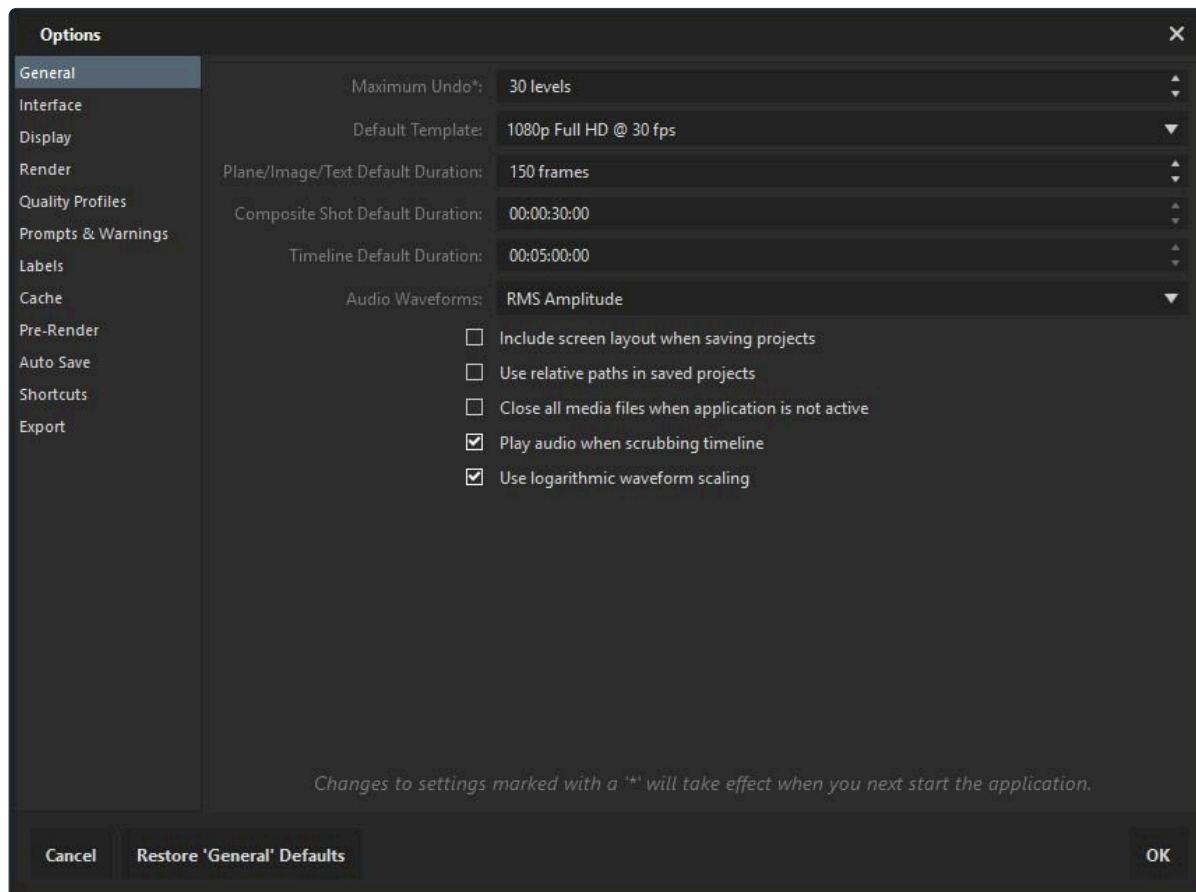 Options
General
Interface
Display
Render
Quality Profiles
Prompts & Warnings
Labels
Cache
Pre-Render
Auto Save
Shortcuts
Export
Maximum Undo*: 30 levels
Default Template: 1080p Full HD @ 30 fps
Plane/Image/Text Default Duration: 150 frames
Composite Shot Default Duration: 00:00:30:00
Timeline Default Duration: 00:05:00:00
Audio Waveforms: RMS Amplitude
Include screen layout when saving projects
Use relative paths in saved projects
Close all media files when application is not active
Play audio when scrubbing timeline
Use logarithmic waveform scaling
Changes to settings marked with a '*' will take effect when you next start the application.
Cancel
Restore 'General' Defaults
OK